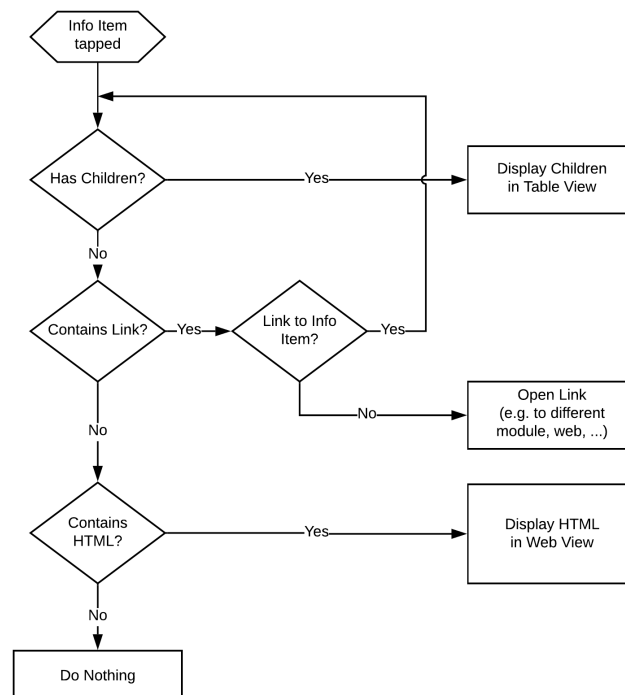 Info Item
tapped
Has Children?
Yes
Display Children
in Table View
No
Contains Link?
Yes
Link to Info
Item?
Yes
No
Open Link
(e.g. to different
module, web, ...)
No
Contains
HTML?
Yes
Display HTML
in Web View
No
Do Nothing